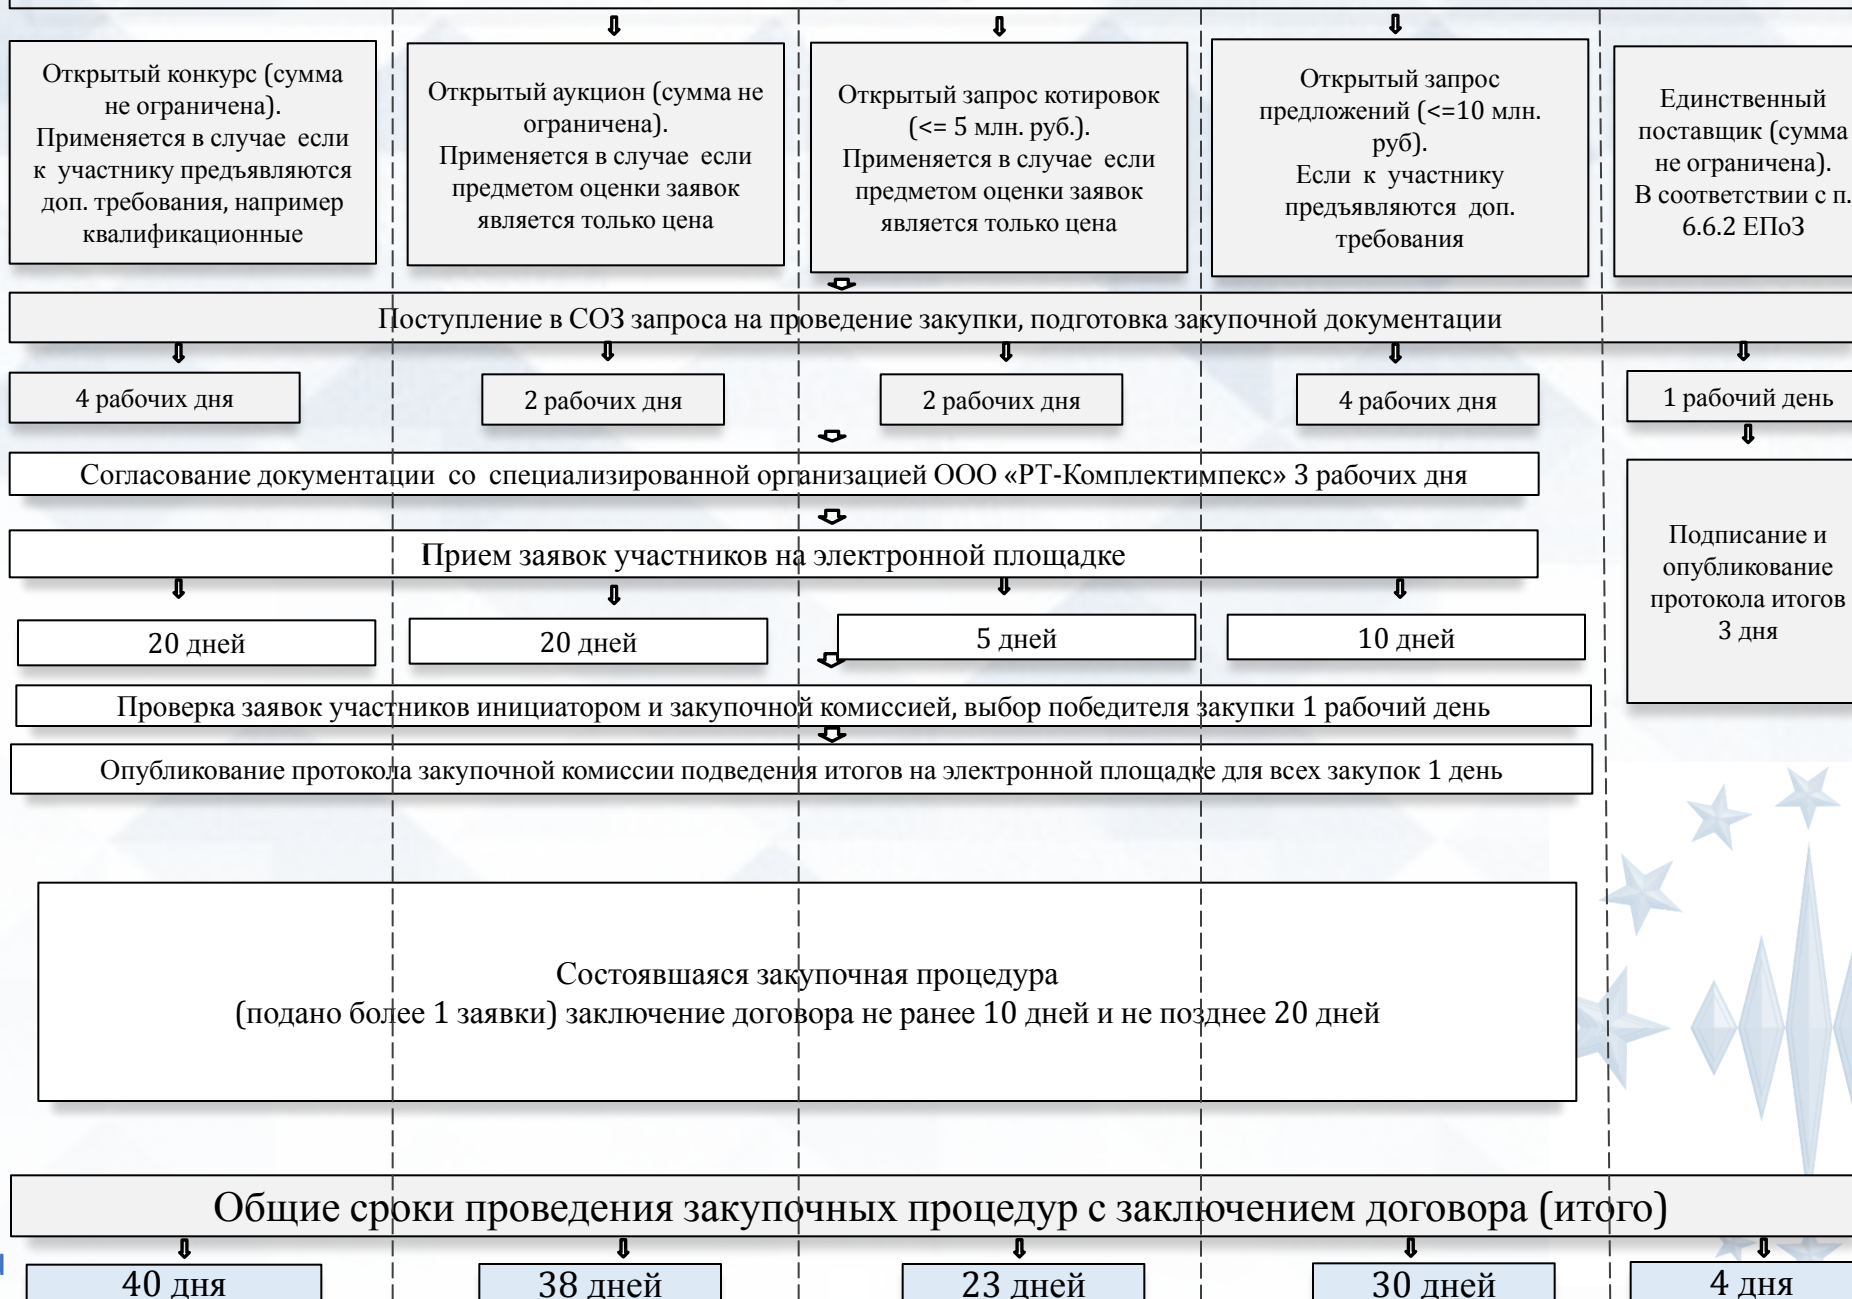 Открытый конкурс (сумма
не ограничена).
Применяется в случае если
к участнику предъявляются
доп. требования, например
квалификационные
Открытый аукцион (сумма не
ограничена).
Применяется в случае если
предметом оценки заявок
является только цена
Открытый запрос котировок
(<= 5 млн. руб.).
Применяется в случае если
предметом оценки заявок
является только цена
Открытый запрос
предложений (<=10 млн.
руб).
Если к участнику
предъявляются доп.
требования
Единственный
поставщик (сумма
не ограничена).
В соответствии с п.
6.6.2 ЕПоЗ
Поступление в СОЗ запроса на проведение закупки, подготовка закупочной документации
4 рабочих дня
2 рабочих дня
2 рабочих дня
4 рабочих дня
1 рабочий день
Согласование документации со специализированной организацией ООО «РТ-Комплектимпекс» 3 рабочих дня
Прием заявок участников на электронной площадке
Подписание и
опубликование
протокола итогов
3 дня
20 дней
20 дней
5 дней
10 дней
Проверка заявок участников инициатором и закупочной комиссией, выбор победителя закупки 1 рабочий день
Опубликование протокола закупочной комиссии подведения итогов на электронной площадке для всех закупок 1 день
Состоявшаяся закупочная процедура
(подано более 1 заявки) заключение договора не ранее 10 дней и не позднее 20 дней
Общие сроки проведения закупочных процедур с заключением договора (итого)
40 дня
38 дней
23 дней
30 дней
4 дня